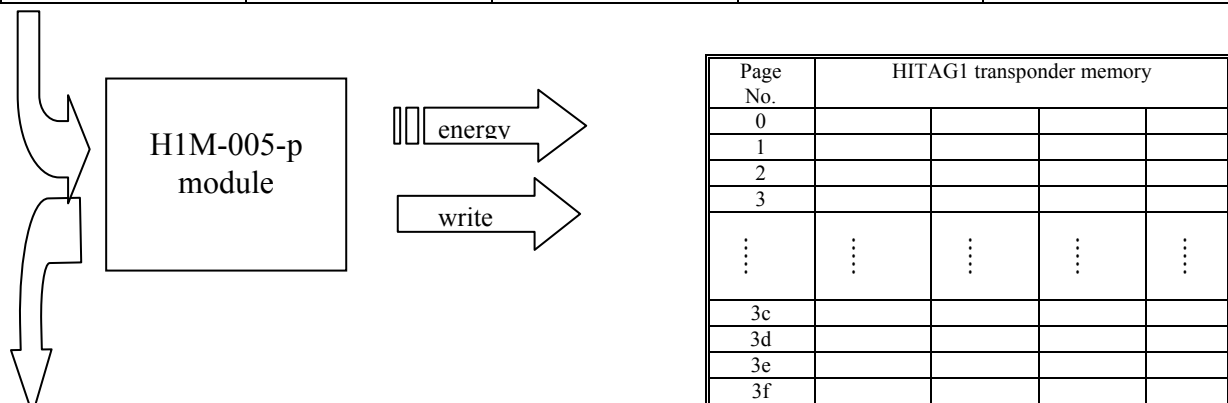 H1M-005-p
module
energy
write
Page
No.
HITAG1 transponder memory
0
1
2
3
3c
3d
3e
3f